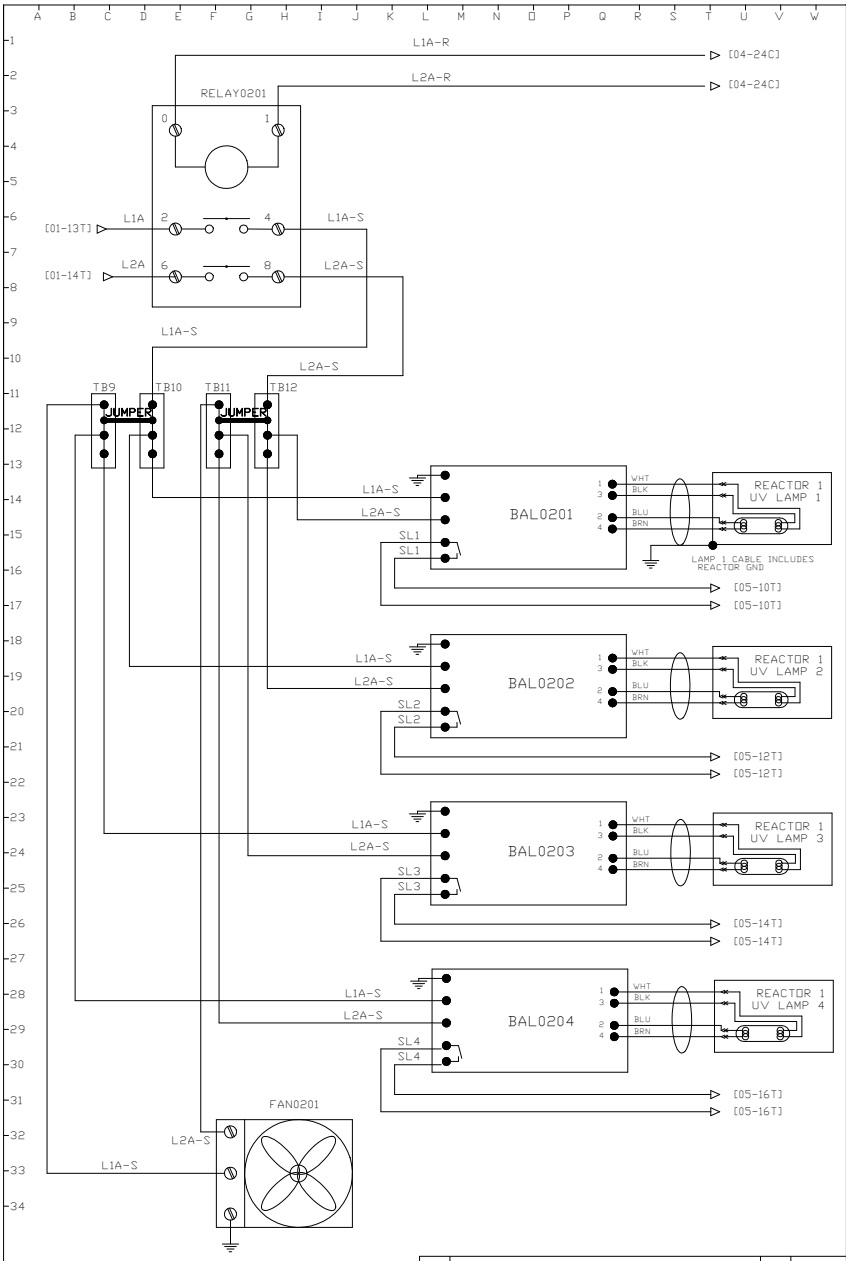 A B C D E F G H I J K L M N O P Q R S T U V W
1
L1A-R
[04-24C]
2
L2A-R
[04-24C]
RELAY0201
3
0 1
4
5
6
[01-13T] L1A 2 4 L1A-S
7
[01-14T] L2A 6 8 L2A-S
8
9
L1A-S
10
L2A-S
11
TB9 TB10 TB11 TB12
JUMPER JUMPER
12
13
1 WHT
3 BLK
REACTOR 1
UV LAMP 1
14
L1A-S
L2A-S
BAL0201
2 BLU
4 BRN
15
SL1
SL1
LAMP 1 CABLE INCLUDES
REACTOR GND
16
[05-10T]
17
[05-10T]
18
1 WHT
3 BLK
REACTOR 1
UV LAMP 2
L1A-S
19
L2A-S
BAL0202
2 BLU
4 BRN
20
SL2
SL2
21
[05-12T]
[05-12T]
22
23
1 WHT
3 BLK
REACTOR 1
UV LAMP 3
L1A-S
24
L2A-S
BAL0203
2 BLU
4 BRN
25
SL3
SL3
26
[05-14T]
[05-14T]
27
28
1 WHT
3 BLK
REACTOR 1
UV LAMP 4
L1A-S
29
L2A-S
BAL0204
2 BLU
4 BRN
SL4
SL4
30
31
[05-16T]
[05-16T]
FAN0201
32
L2A-S
33
L1A-S
34